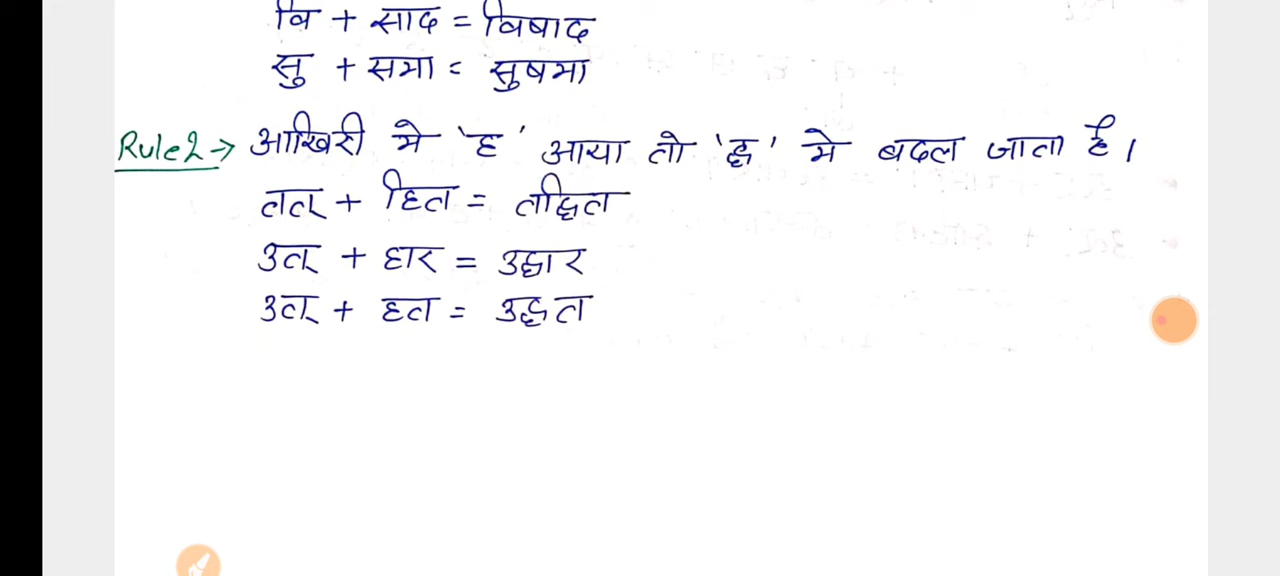 वि + साद = विषाद
सु + समा = सुषमा
Rule2→ आखिरी मे 'ह' आया तो 'द्ध' मे बदल जाता है।
तत् + हित = तद्धित
उत् + हार = उद्धार
उत् + हत = उद्धत